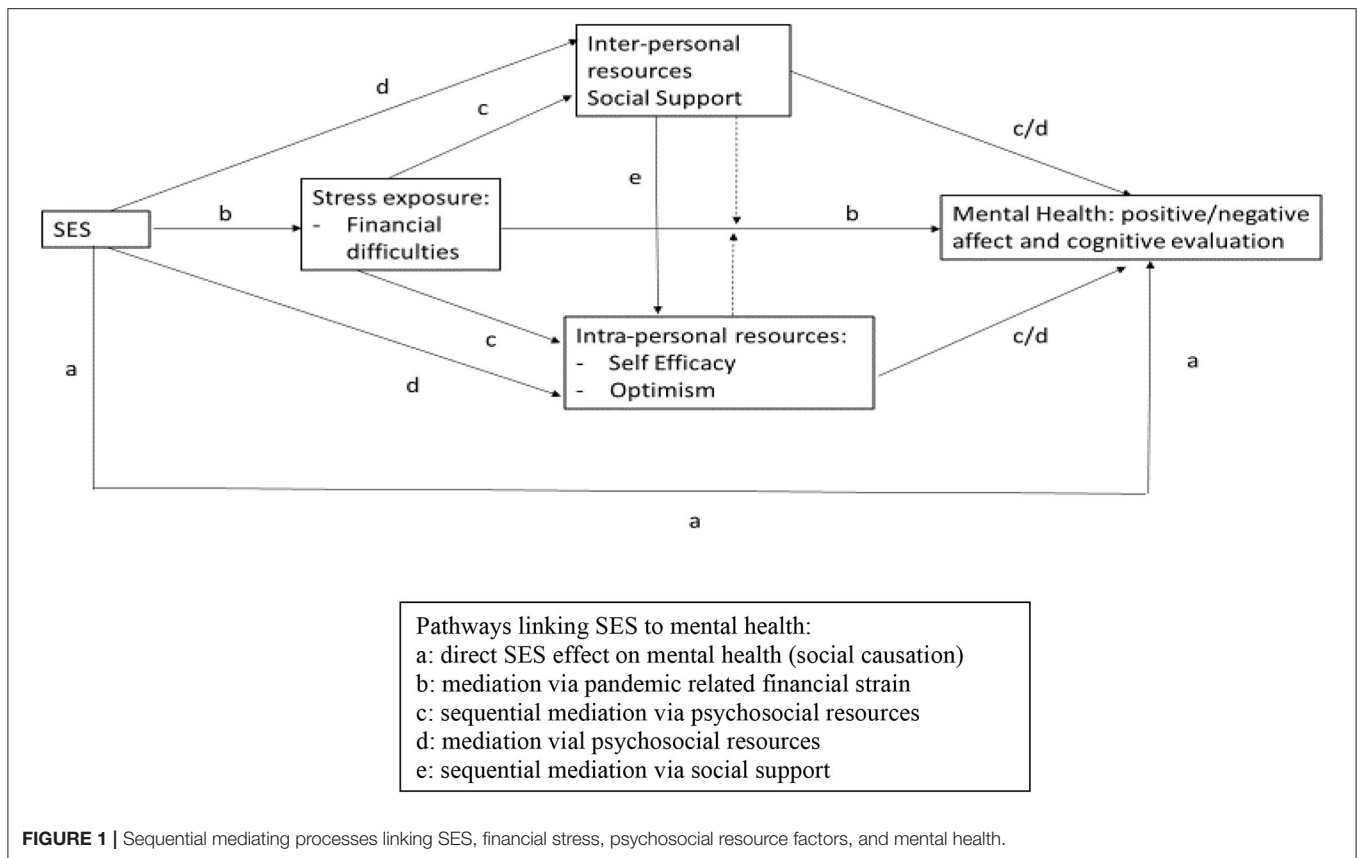 Inter-personal
resources
Social Support
d
c
c/d
e
Stress exposure:
- Financial
difficulties
SES
b
b
Mental Health: positive/negative
affect and cognitive evaluation
c
Intra-personal resources:
- Self Efficacy
- Optimism
c/d
a
d
a
a
Pathways linking SES to mental health:
a: direct SES effect on mental health (social causation)
b: mediation via pandemic related financial strain
c: sequential mediation via psychosocial resources
d: mediation vial psychosocial resources
e: sequential mediation via social support
FIGURE 1 | Sequential mediating processes linking SES, financial stress, psychosocial resource factors, and mental health.